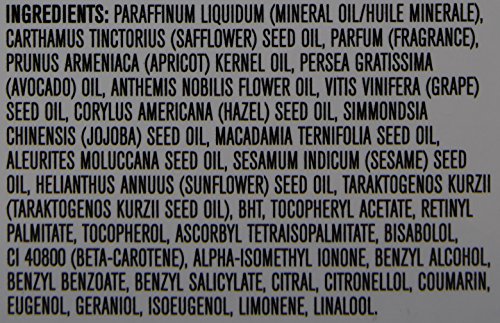 INGREDIENTS: PARAFFINUM LIQUIDUM (MINERAL OIL/HUILE MINERALE),
CARTHAMUS TINCTORIUS (SAFFLOWER) SEED OIL, PARFUM (FRAGRANCE),
PRUNUS ARMENIACA (APRICOT) KERNEL OIL, PERSEA GRATISSIMA
(AVOCADO) OIL, ANTHEMIS NOBILIS FLOWER OIL, VITIS VINIFERA (GRAPE)
SEED OIL, CORYLUS AMERICANA (HAZEL) SEED OIL, SIMMONDSIA
CHINENSIS (JOJOBA) SEED OIL, MACADAMIA TERNIFOLIA SEED OIL,
ALEURITES MOLUCCANA SEED OIL, SESAMUM INDICUM (SESAME) SEED
OIL, HELIANTHUS ANNUUS (SUNFLOWER) SEED OIL, TARAKTOGENOS KURZII
(TARAKTOGENOS KURZII SEED OIL), BHT, TOCOPHERYL ACETATE, RETINYL
PALMITATE, TOCOPHEROL, ASCORBYL TETRAISOPALMITATE, BISABOLOL,
CI 40800 (BETA-CAROTENE), ALPHA-ISOMETHYL IONONE, BENZYL ALCOHOL,
BENZYL BENZOATE, BENZYL SALICYLATE, CITRAL, CITRONELLOL, COUMARIN,
EUGENOL, GERANIOL, ISOEUGENOL, LIMONENE, LINALOOL.